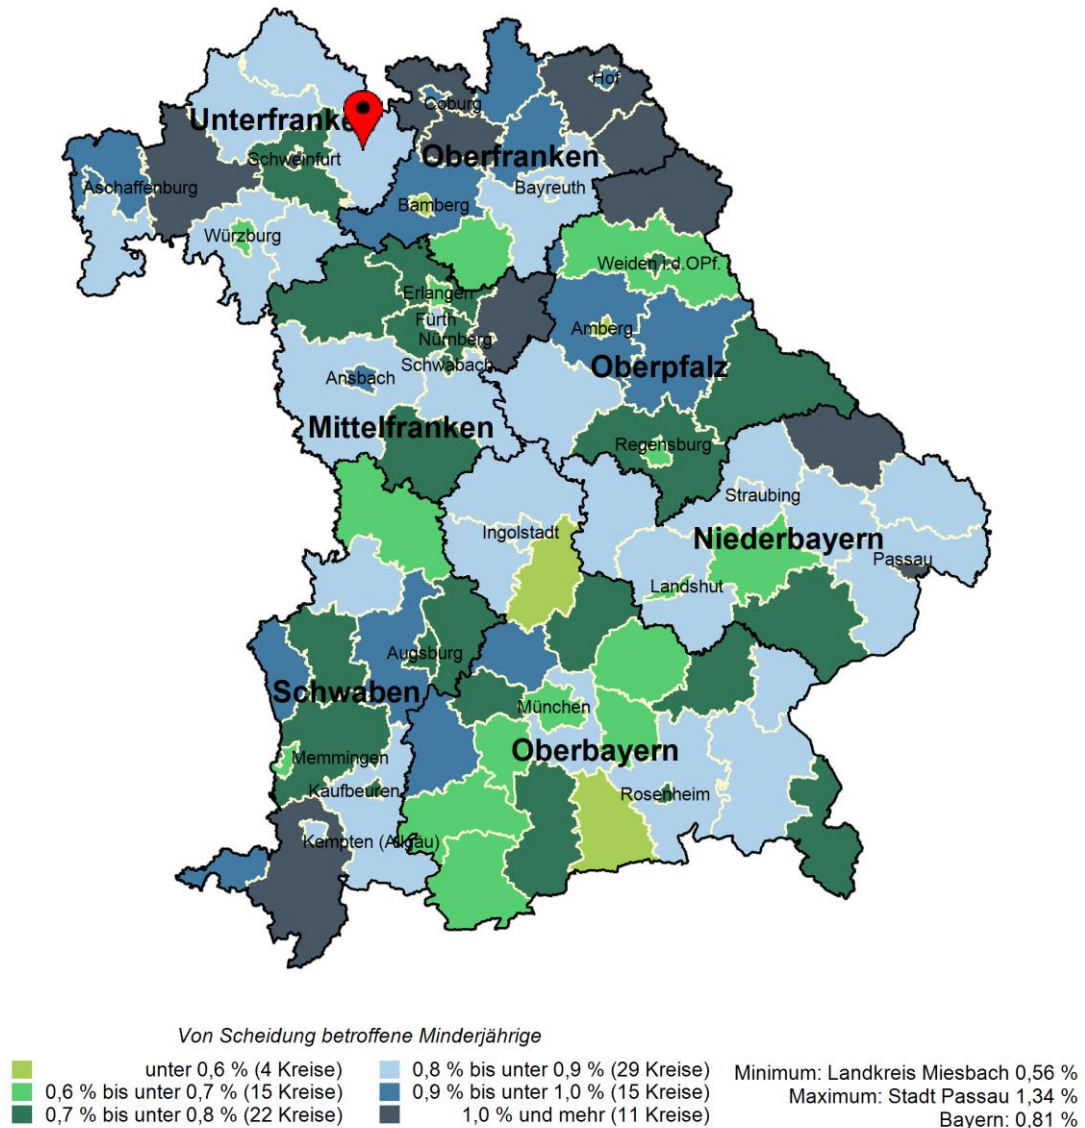 Hof
Coburg
Unterfranke
Schweinfurt
Oberfranken
Aschaffenburg
Bayreuth
Bamberg
Würzburg
Weiden i.d.OPf.
Erlangen
Fürth
Amberg
Nürnberg
Schwabach
Oberpfalz
Ansbach
Mittelfranken
Regensburg
Straubing
Ingolstadt
Niederbayern
Passau
Landshut
Augsburg
Schwaben
München
Oberbayern
Memmingen
Kaufbeuren
Rosenheim
Kempten (Allgäu)
Von Scheidung betroffene Minderjährige
unter 0,6 % (4 Kreise)
0,6 % bis unter 0,7 % (15 Kreise)
0,7 % bis unter 0,8 % (22 Kreise)
0,8 % bis unter 0,9 % (29 Kreise)
0,9 % bis unter 1,0 % (15 Kreise)
1,0 % und mehr (11 Kreise)
Minimum: Landkreis Miesbach 0,56 %
Maximum: Stadt Passau 1,34 %
Bayern: 0,81 %